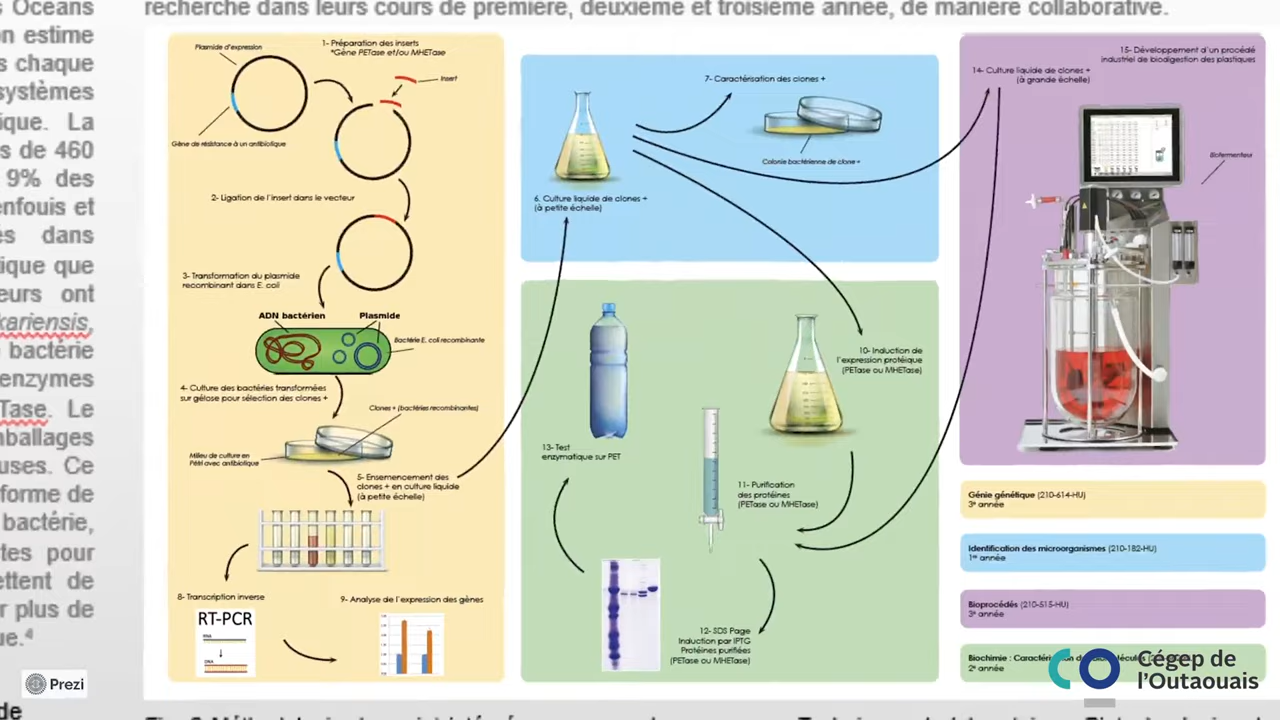 recherche dans leurs cours de première, deuxième et troisième année, de manière collaborative.
s Océans
on estime
s chaque
systèmes
ique. La
s de 460
9% des
enfouis et
es dans
tique que
eurs ont
kariensis,
bactérie
enzymes
Tase. Le
nballages
uses. Ce
forme de
bactérie,
tes pour
ettent de
r plus de
ue.⁴
de
Prezi
Plasmide d'expression
1- Préparation des inserts
*Gène PETase et/ou MHETase
Insert
Gène de résistance à un antibiotique
2- Ligation de l'insert dans le vecteur
3- Transformation du plasmide
recombinant dans E. coli
ADN bactérien
Plasmide
Bactérie E. coli recombinante
4- Culture des bactéries transformées
sur gélose pour sélection des clones +
Clones + (bactéries recombinantes)
Milieu de culture en
Pétri avec antibiotique
5- Ensemencement des
clones + en culture liquide
(à petite échelle)
8- Transcription inverse
RT-PCR
RNA
DNA
9- Analyse de l'expression des gènes
6. Culture liquide de clones +
(à petite échelle)
7- Caractérisation des clones +
Colonie bactérienne de clone +
10- Induction de
l'expression protéique
(PETase ou MHETase)
13- Test
enzymatique sur PET
11- Purification
des protéines
(PETase ou MHETase)
12- SDS Page
Induction par IPTG
Protéines purifiées
(PETase ou MHETase)
15- Développement d'un procédé
industriel de biodigestion des plastiques
14- Culture liquide de clones +
(à grande échelle)
Biofermenteur
Génie génétique (210-614-HU)
3e année
Identification des microorganismes (210-182-HU)
1re année
Bioprocédés (210-515-HU)
3e année
Biochimie : Caractérisation
2e année
Cégep de
l'Outaouais